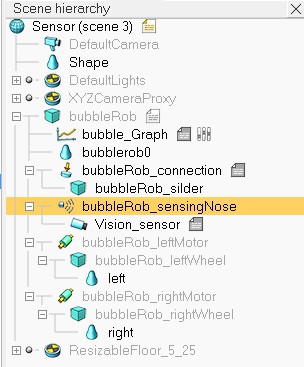 Scene hierarchy
Sensor (scene 3)
DefaultCamera
Shape
DefaultLights
XYZCameraProxy
bubbleRob
bubble_Graph
bubblerob0
bubbleRob_connection
bubbleRob_silder
bubbleRob_sensingNose
Vision_sensor
bubbleRob_leftMotor
bubbleRob_leftWheel
left
bubbleRob_rightMotor
bubbleRob_rightWheel
right
ResizableFloor_5_25